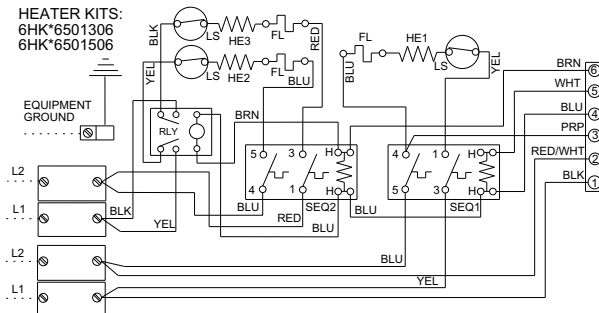 HEATER KITS:
6HK*6501306
6HK*6501506
BLK
LS
HE3
FL
RED
YEL
LS
HE2
FL
BLU
FL
HE1
LS
BLU
YEL
EQUIPMENT
GROUND
RLY
BRN
BRN
6
WHT
5
BLU
4
PRP
3
RED/WHT
2
BLK
1
5
3
H
H
4
1
H
H
SEQ2
4
1
H
H
5
3
H
H
SEQ1
BLU
RED
BLU
BLU
L2
L1
BLK
YEL
L2
BLU
L1
YEL